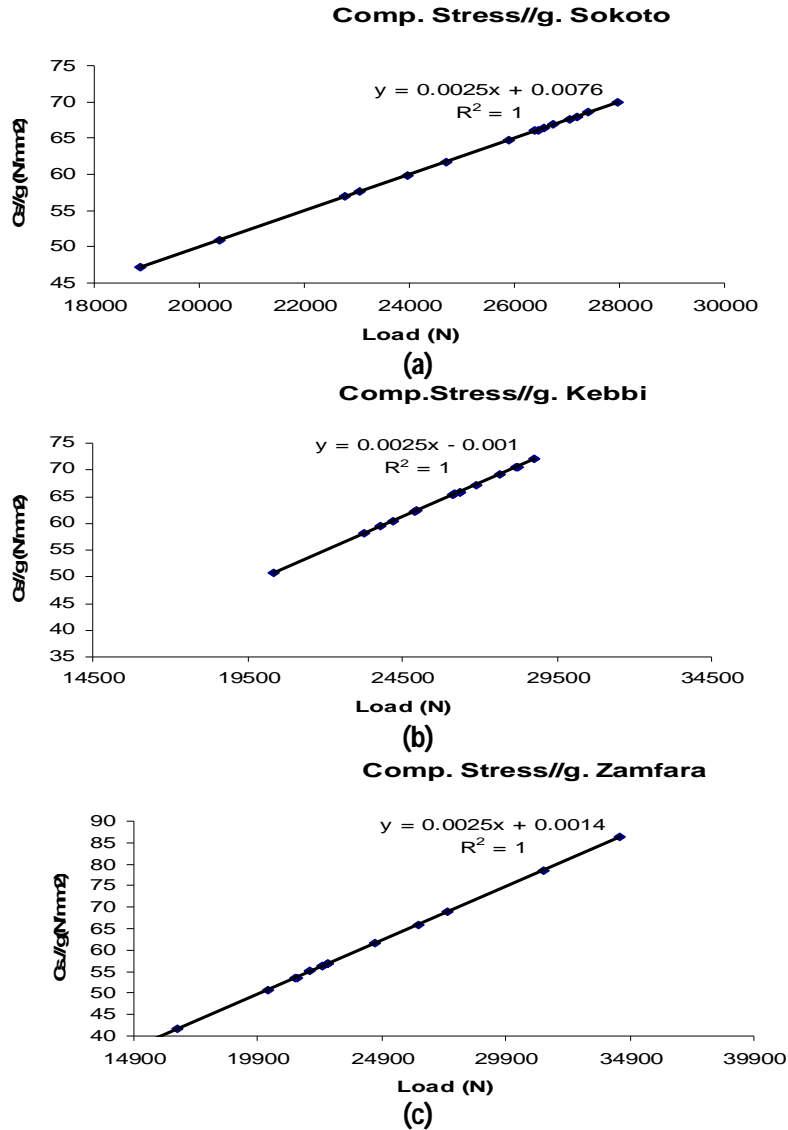 Comp. Stress//g. Sokoto
75
70
65
60
55
50
45
y = 0.0025x + 0.0076
R² = 1
Cs//g (N/mm2)
18000 20000 22000 24000 26000 28000 30000
Load (N)
(a)
Comp.Stress//g. Kebbi
75
70
65
60
55
50
45
40
35
y = 0.0025x - 0.001
R² = 1
Cs//g (N/mm2)
14500 19500 24500 29500 34500
Load (N)
(b)
Comp. Stress//g. Zamfara
90
85
80
75
70
65
60
55
50
45
40
y = 0.0025x + 0.0014
R² = 1
Cs.//g(N/mm2)
14900 19900 24900 29900 34900 39900
Load (N)
(c)